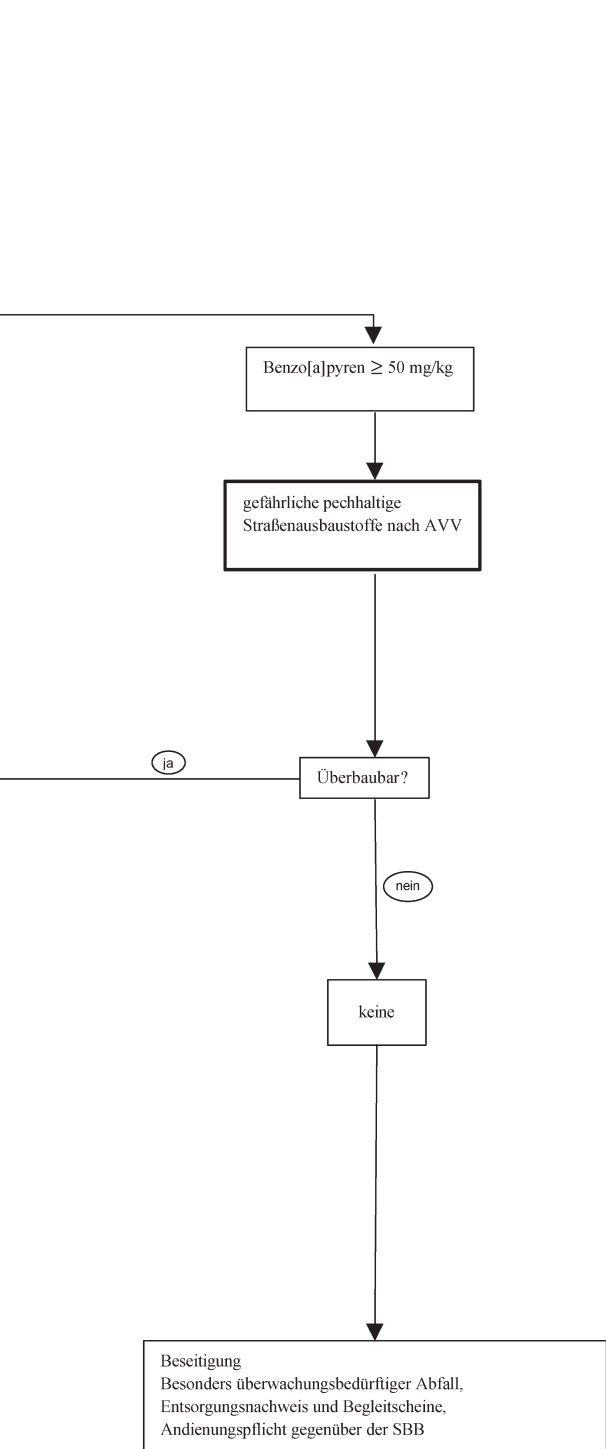 Benzo[a]pyren ≥ 50 mg/kg
gefährliche pechhaltige
Straßenausbaustoffe nach AVV
ja
Überbaubar?
nein
keine
Beseitigung
Besonders überwachungsbedürftiger Abfall,
Entsorgungsnachweis und Begleitscheine,
Andienungspflicht gegenüber der SBB